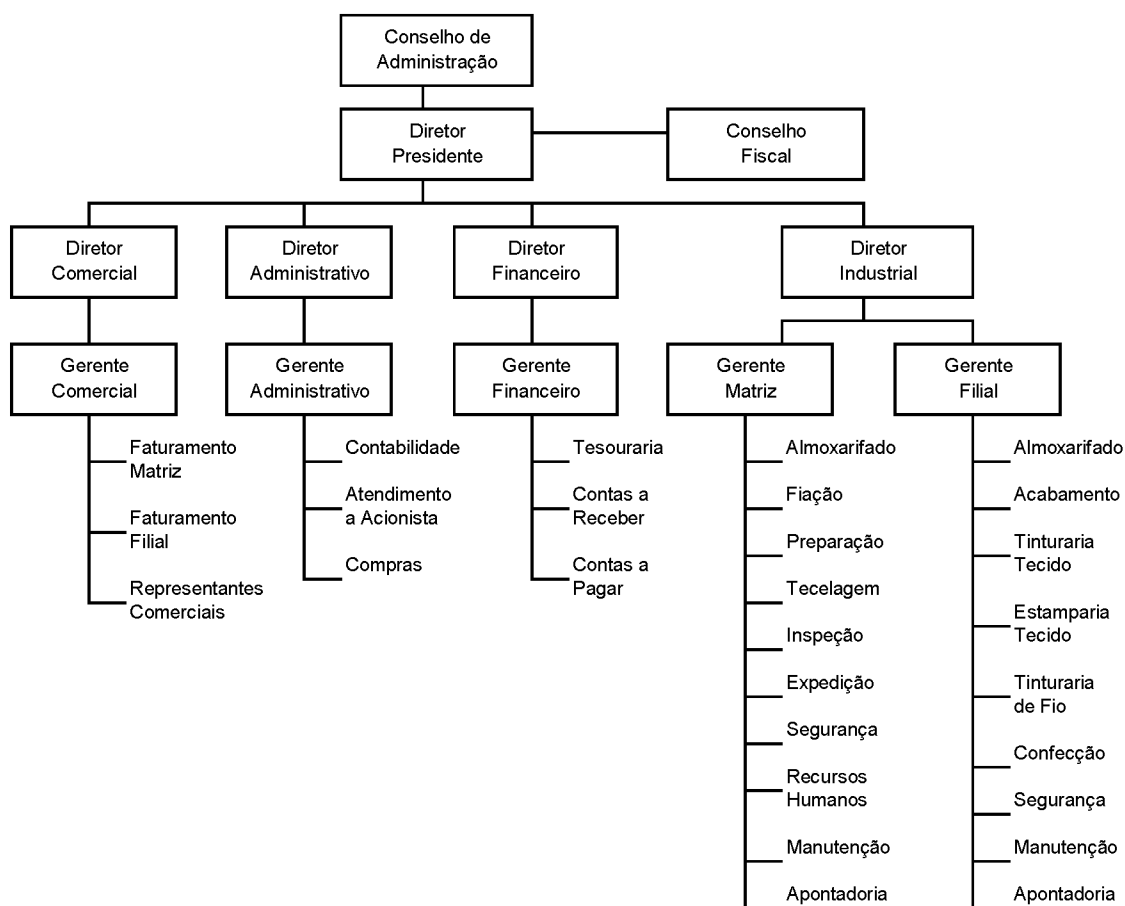 Conselho de
Administração
Diretor
Presidente
Conselho
Fiscal
Diretor
Comercial
Diretor
Administrativo
Diretor
Financeiro
Diretor
Industrial
Gerente
Comercial
Gerente
Administrativo
Gerente
Financeiro
Gerente
Matriz
Gerente
Filial
Faturamento
Matriz
Faturamento
Filial
Representantes
Comerciais
Contabilidade
Atendimento
a Acionista
Compras
Tesouraria
Contas a
Receber
Contas a
Pagar
Almoxarifado
Fiação
Preparação
Tecelagem
Inspeção
Expedição
Segurança
Recursos
Humanos
Manutenção
Apontadoria
Almoxarifado
Acabamento
Tinturaria
Tecido
Estamparia
Tecido
Tinturaria
de Fio
Confecção
Segurança
Manutenção
Apontadoria